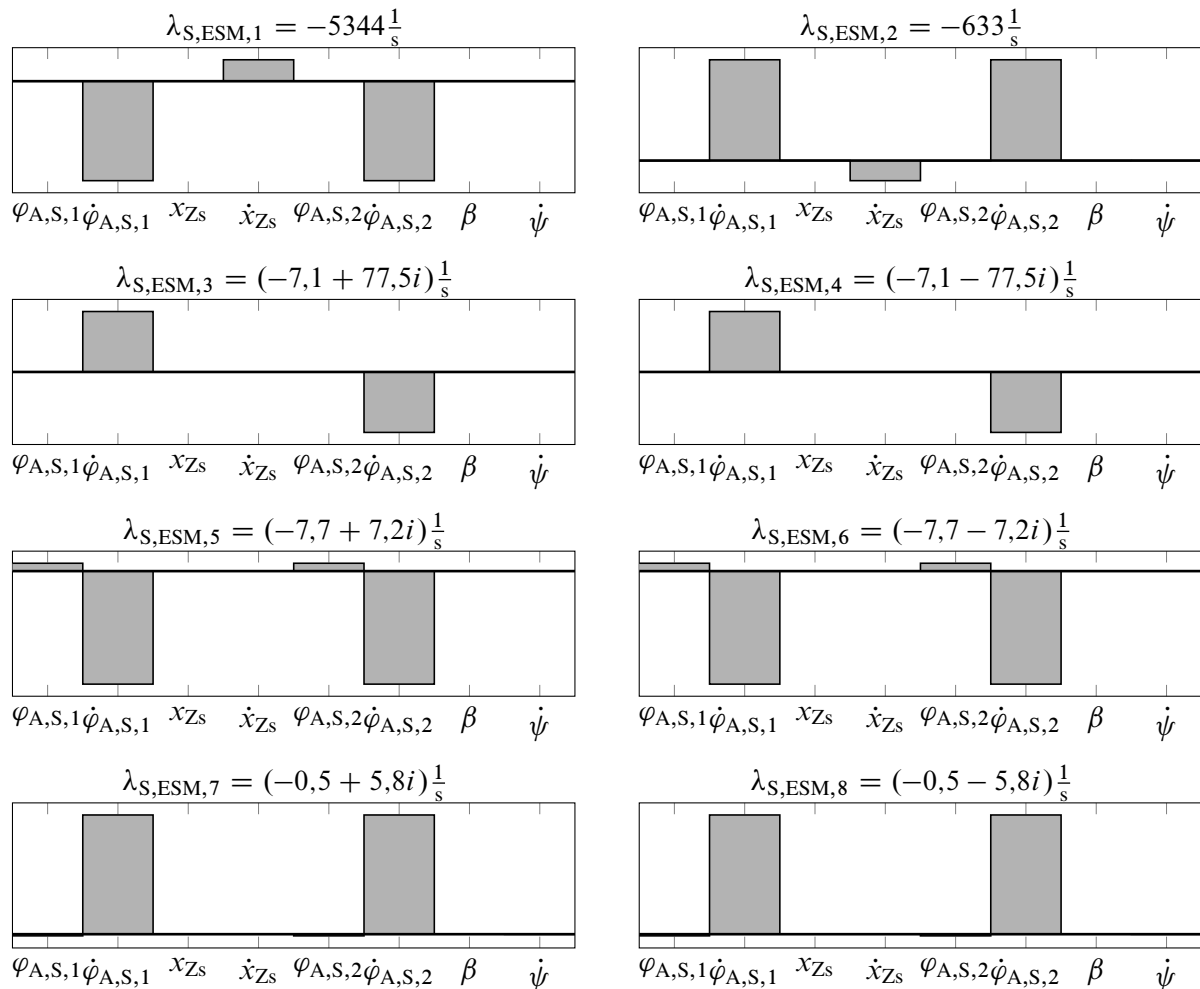 λS,ESM,1 = −5344 1/s
λS,ESM,2 = −633 1/s
φA,S,1 φ̇A,S,1 xZs ẋZs φA,S,2 φ̇A,S,2 β ψ̇
φA,S,1 φ̇A,S,1 xZs ẋZs φA,S,2 φ̇A,S,2 β ψ̇
λS,ESM,3 = (−7,1 + 77,5i) 1/s
λS,ESM,4 = (−7,1 − 77,5i) 1/s
φA,S,1 φ̇A,S,1 xZs ẋZs φA,S,2 φ̇A,S,2 β ψ̇
φA,S,1 φ̇A,S,1 xZs ẋZs φA,S,2 φ̇A,S,2 β ψ̇
λS,ESM,5 = (−7,7 + 7,2i) 1/s
λS,ESM,6 = (−7,7 − 7,2i) 1/s
φA,S,1 φ̇A,S,1 xZs ẋZs φA,S,2 φ̇A,S,2 β ψ̇
φA,S,1 φ̇A,S,1 xZs ẋZs φA,S,2 φ̇A,S,2 β ψ̇
λS,ESM,7 = (−0,5 + 5,8i) 1/s
λS,ESM,8 = (−0,5 − 5,8i) 1/s
φA,S,1 φ̇A,S,1 xZs ẋZs φA,S,2 φ̇A,S,2 β ψ̇
φA,S,1 φ̇A,S,1 xZs ẋZs φA,S,2 φ̇A,S,2 β ψ̇